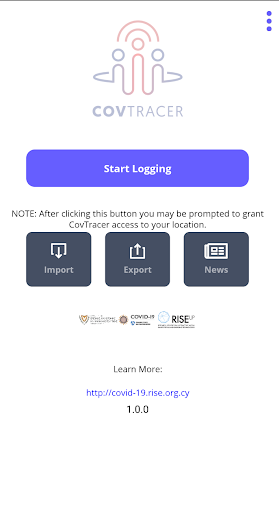 COVTRACER
Start Logging
NOTE: After clicking this button you may be prompted to grant
CovTracer access to your location.
Import
Export
News
COVID-19
RISE
Learn More:
http://covid-19.rise.org.cy
1.0.0